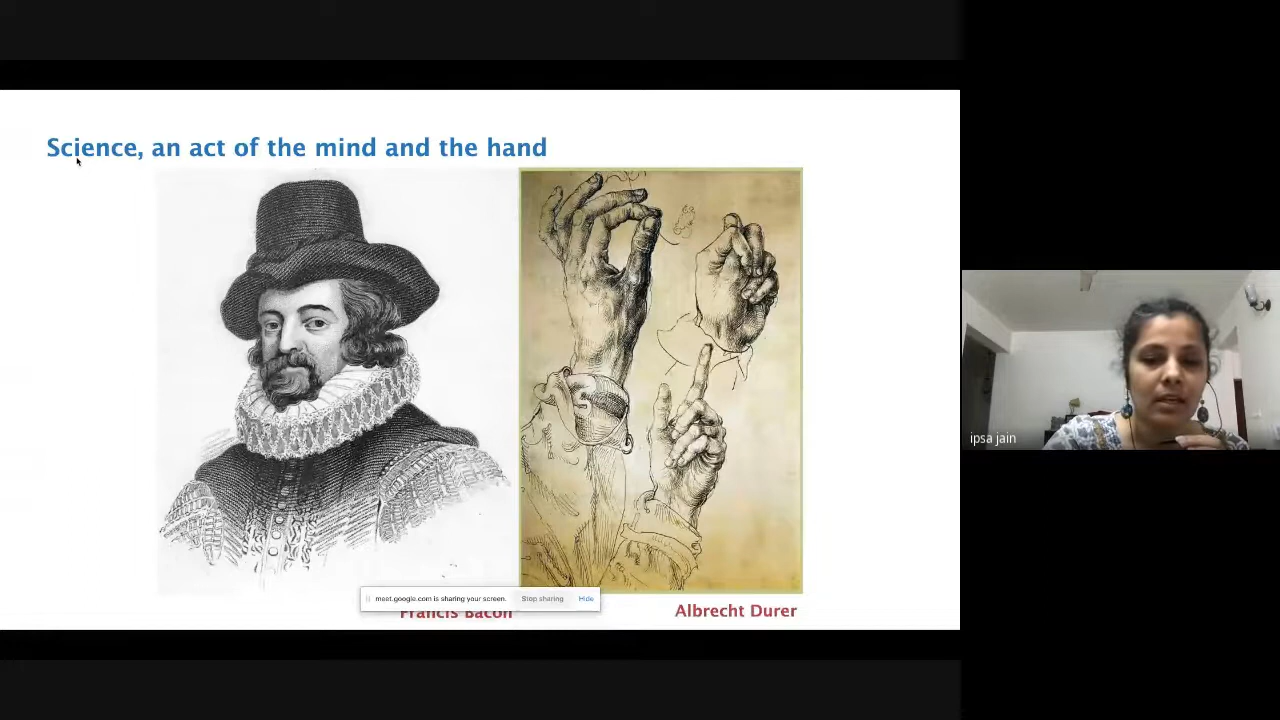 Science, an act of the mind and the hand
ipsa jain
meet.google.com is sharing your screen. Stop sharing Hide
Francis Bacon
Albrecht Durer